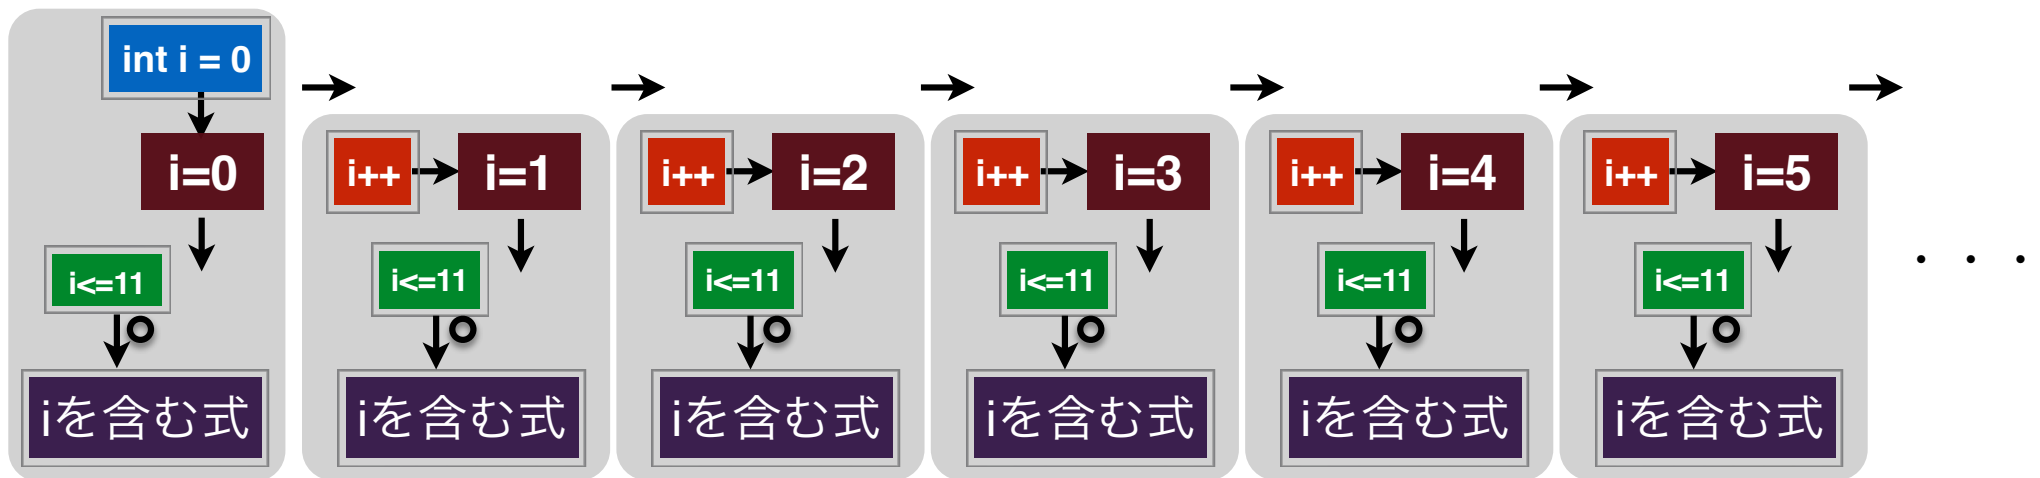 int i = 0
i=0
i<=11
iを含む式
i++
i=1
i<=11
iを含む式
i++
i=2
i<=11
iを含む式
i++
i=3
i<=11
iを含む式
i++
i=4
i<=11
iを含む式
i++
i=5
i<=11
iを含む式
・・・